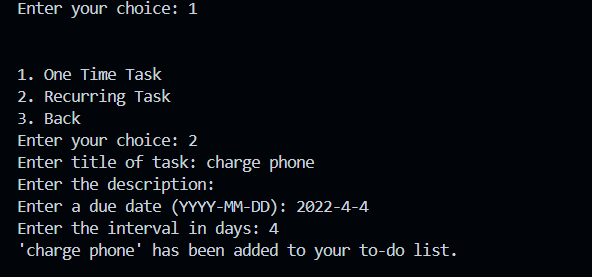 Enter your choice: 1
1. One Time Task
2. Recurring Task
3. Back
Enter your choice: 2
Enter title of task: charge phone
Enter the description:
Enter a due date (YYYY-MM-DD): 2022-4-4
Enter the interval in days: 4
'charge phone' has been added to your to-do list.